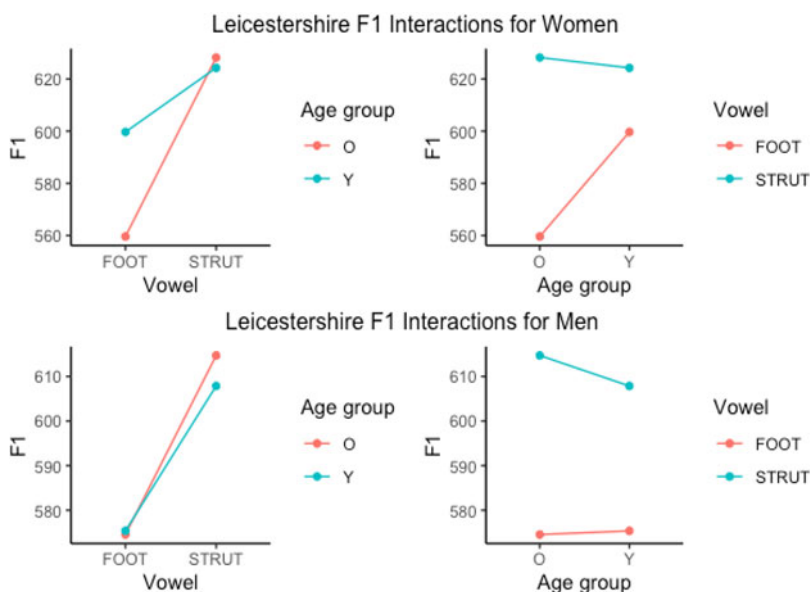 Leicestershire F1 Interactions for Women
620
600
580
560
F1
FOOT
STRUT
Vowel
Age group
O
Y
620
600
580
560
F1
O
Y
Age group
Vowel
FOOT
STRUT
Leicestershire F1 Interactions for Men
610
600
590
580
F1
FOOT
STRUT
Vowel
Age group
O
Y
610
600
590
580
F1
O
Y
Age group
Vowel
FOOT
STRUT